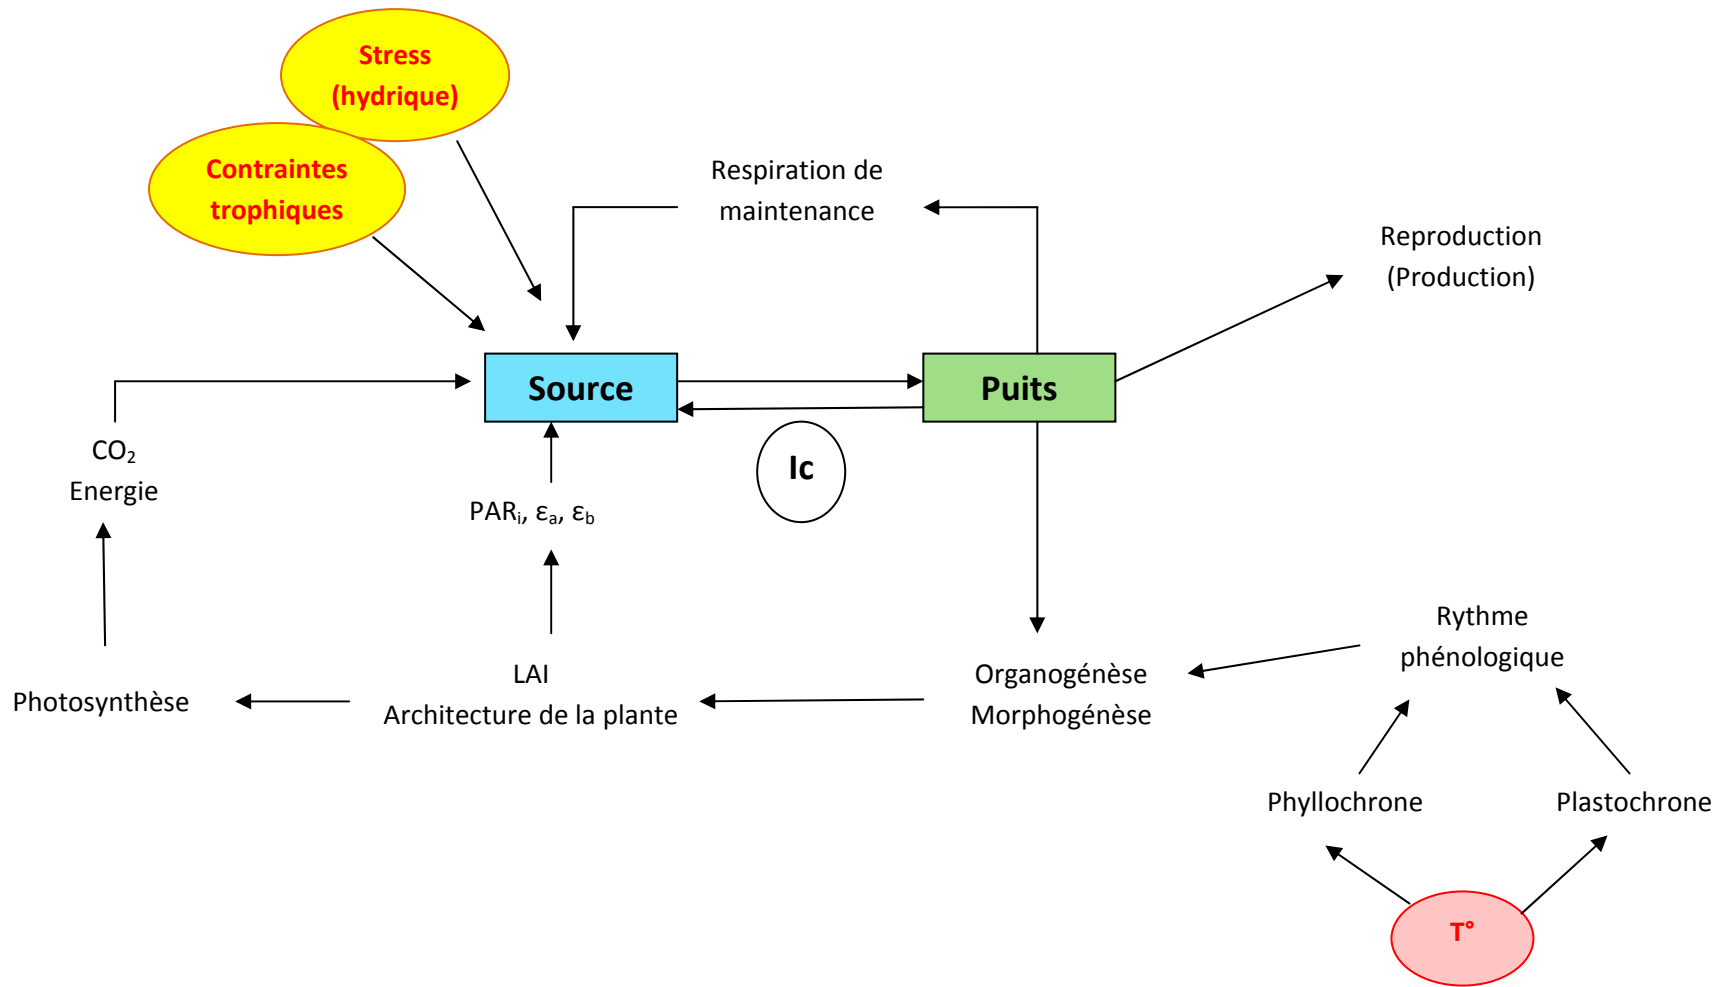 Stress
(hydrique)
Contraintes
trophiques
Respiration de
maintenance
Reproduction
(Production)
Source
Puits
CO₂
Energie
Ic
PARᵢ, εₐ, ε_b
Rythme
phénologique
LAI
Architecture de la plante
Organogénèse
Morphogénèse
Photosynthèse
Phyllochrone
Plastochrone
T°